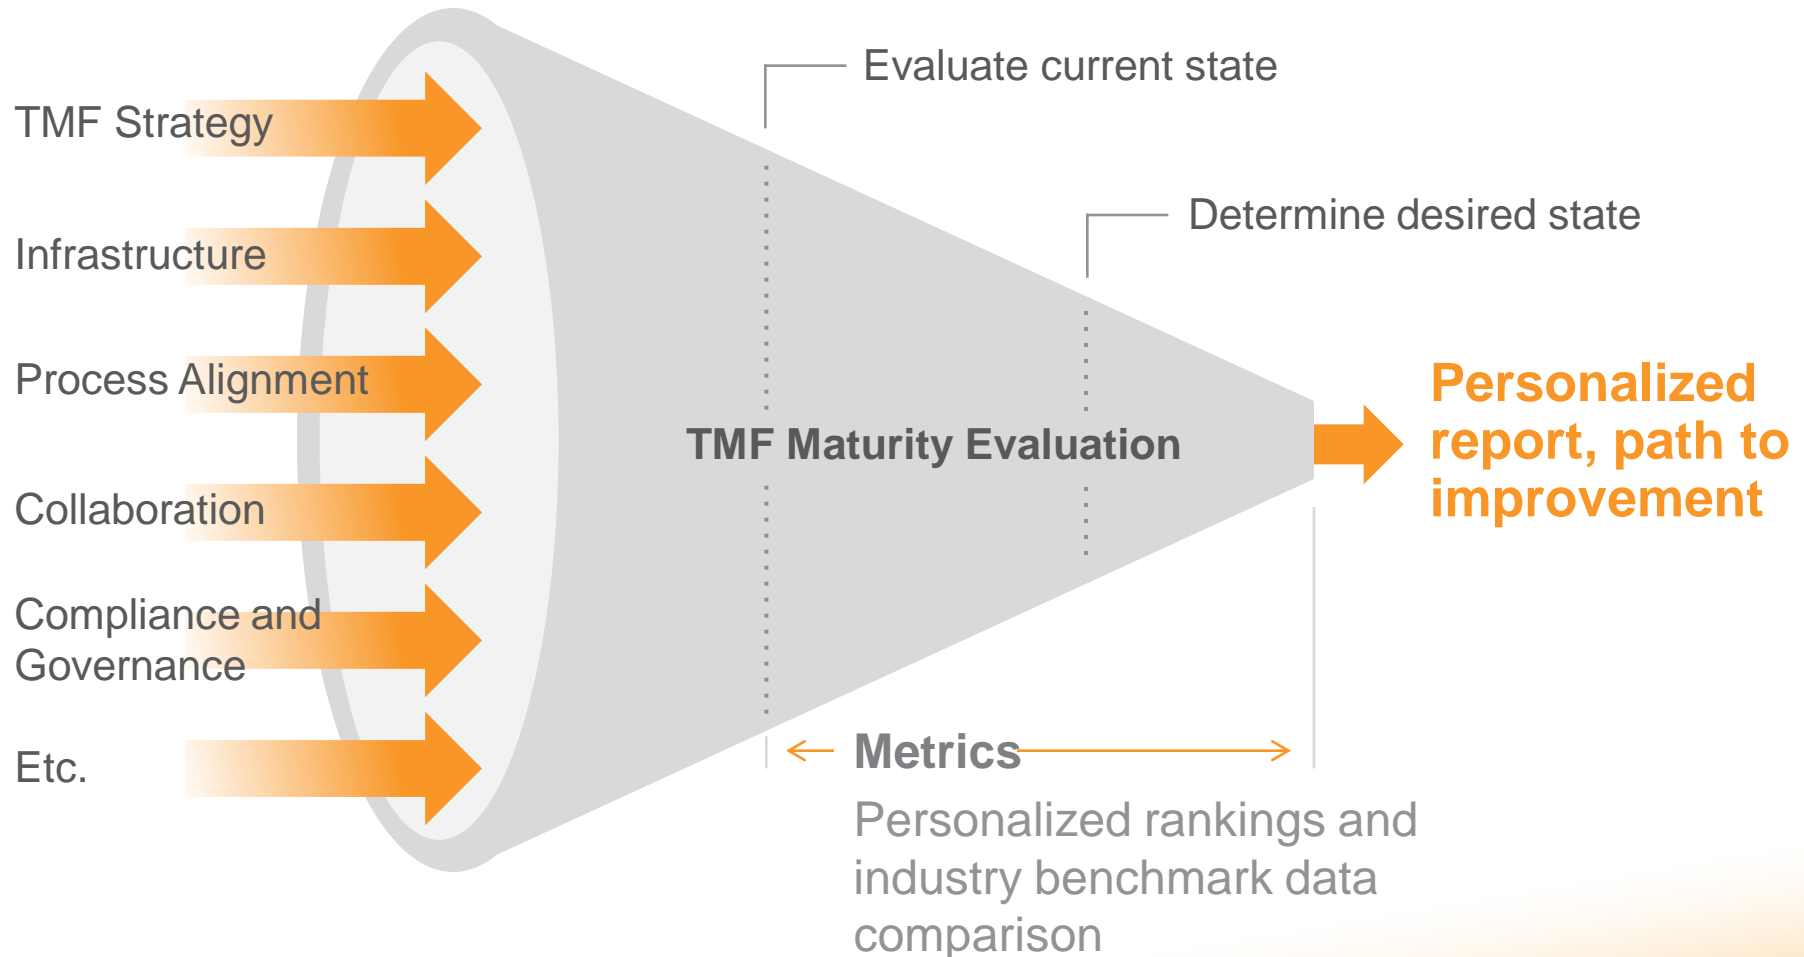 Evaluate current state
TMF Strategy
Determine desired state
Infrastructure
Process Alignment
Personalized
report, path to
improvement
TMF Maturity Evaluation
Collaboration
Compliance and
Governance
Etc.
Metrics
Personalized rankings and
industry benchmark data
comparison